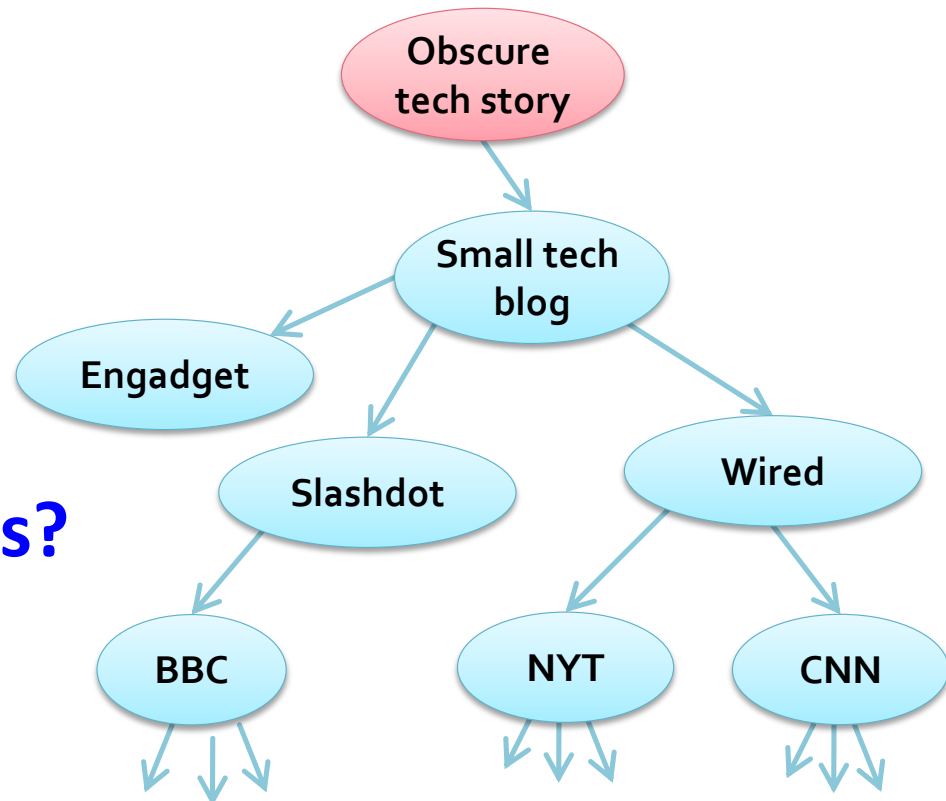 Obscure
tech story
Small tech
blog
Engadget
Slashdot
Wired
s?
BBC
NYT
CNN